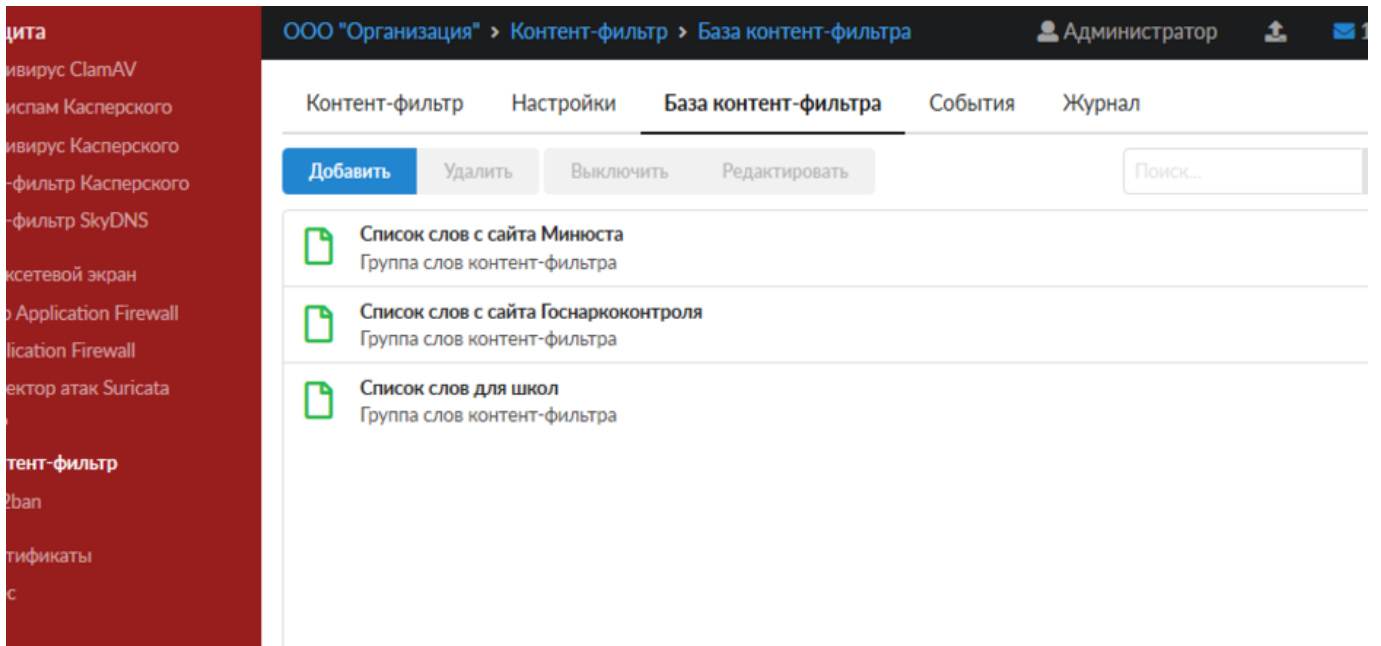 щита
ивирус ClamAV
испам Касперского
ивирус Касперского
-фильтр Касперского
-фильтр SkyDNS
ксетевой экран
Application Firewall
lication Firewall
ектор атак Suricata
тент-фильтр
2ban
тификаты
с
ООО "Организация" > Контент-фильтр > База контент-фильтра Администратор 1
Контент-фильтр Настройки База контент-фильтра События Журнал
Добавить Удалить Выключить Редактировать Поиск...
Список слов с сайта Минюста
Группа слов контент-фильтра
Список слов с сайта Госнаркоконтроля
Группа слов контент-фильтра
Список слов для школ
Группа слов контент-фильтра